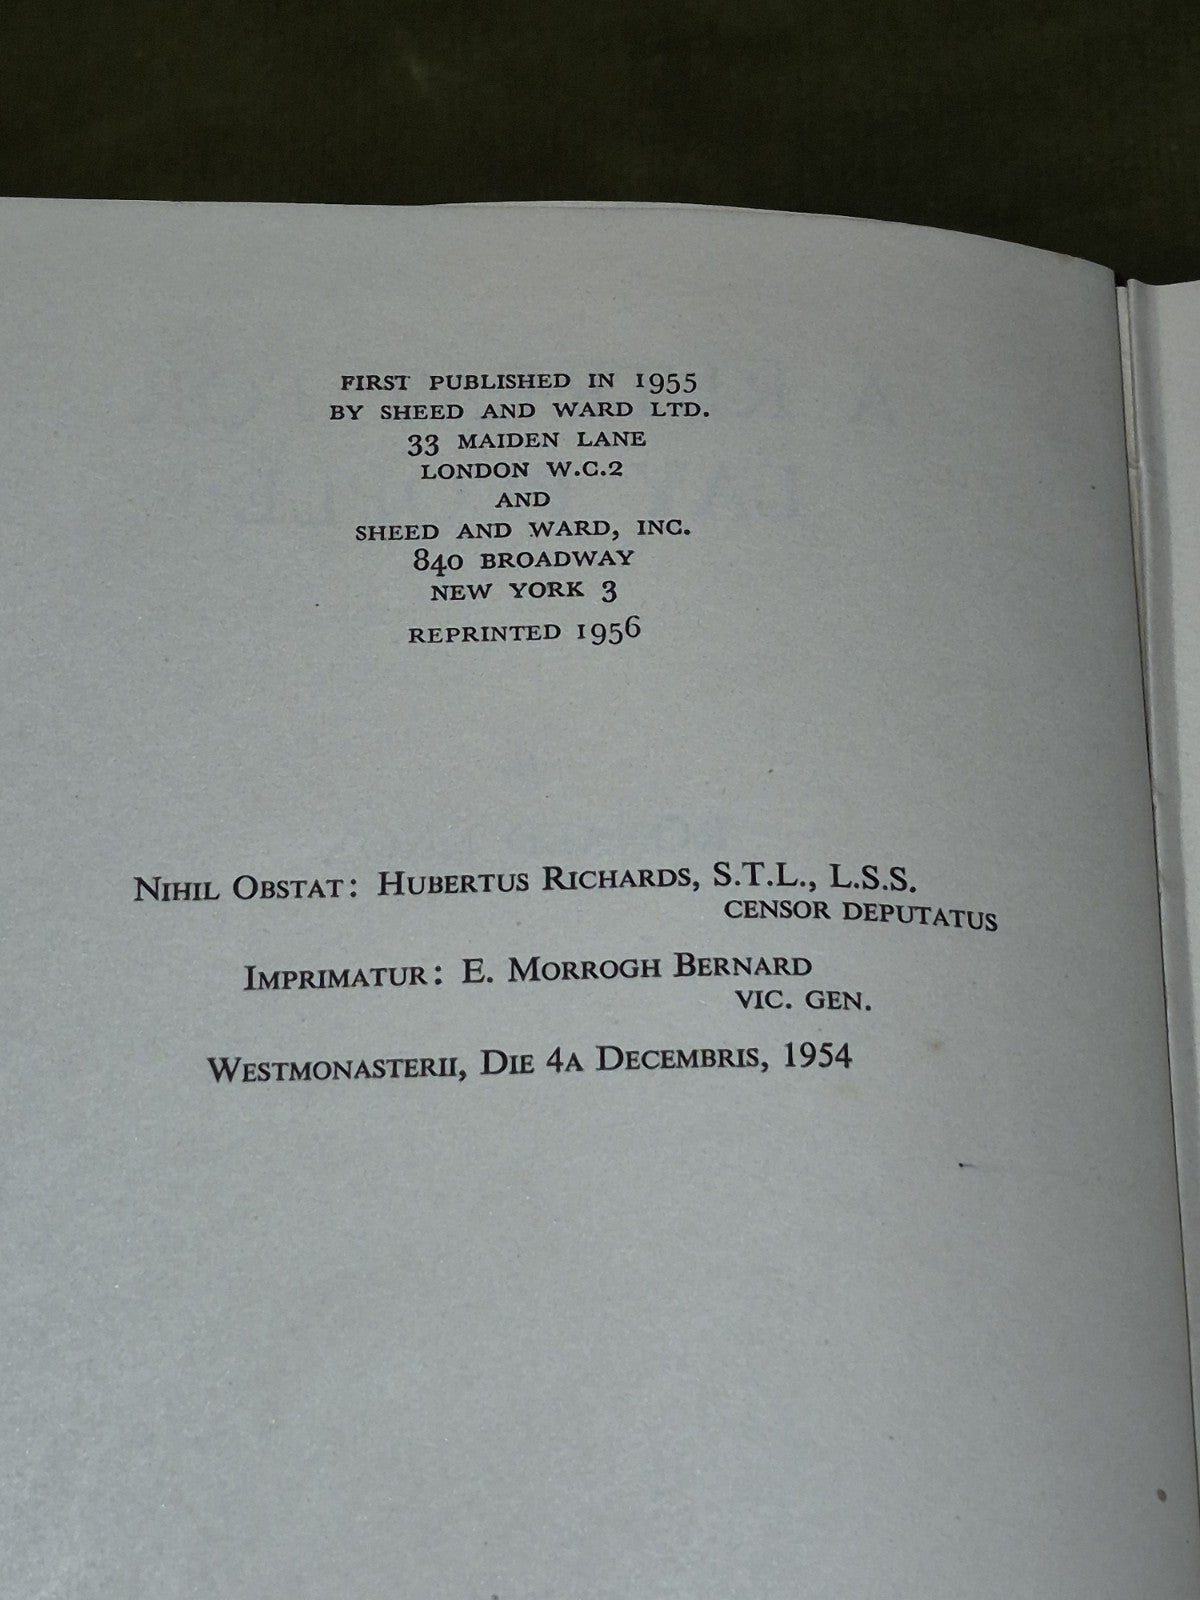 FIRST PUBLISHED IN 1955
BY SHEED AND WARD LTD.
33 MAIDEN LANE
LONDON W.C.2
AND
SHEED AND WARD, INC.
840 BROADWAY
NEW YORK 3
REPRINTED 1956
NIHIL OBSTAT: HUBERTUS RICHARDS, S.T.L., L.S.S.
CENSOR DEPUTATUS
IMPRIMATUR: E. MORROGH BERNARD
VIC. GEN.
WESTMONASTERII, DIE 4A DECEMBRIS, 1954